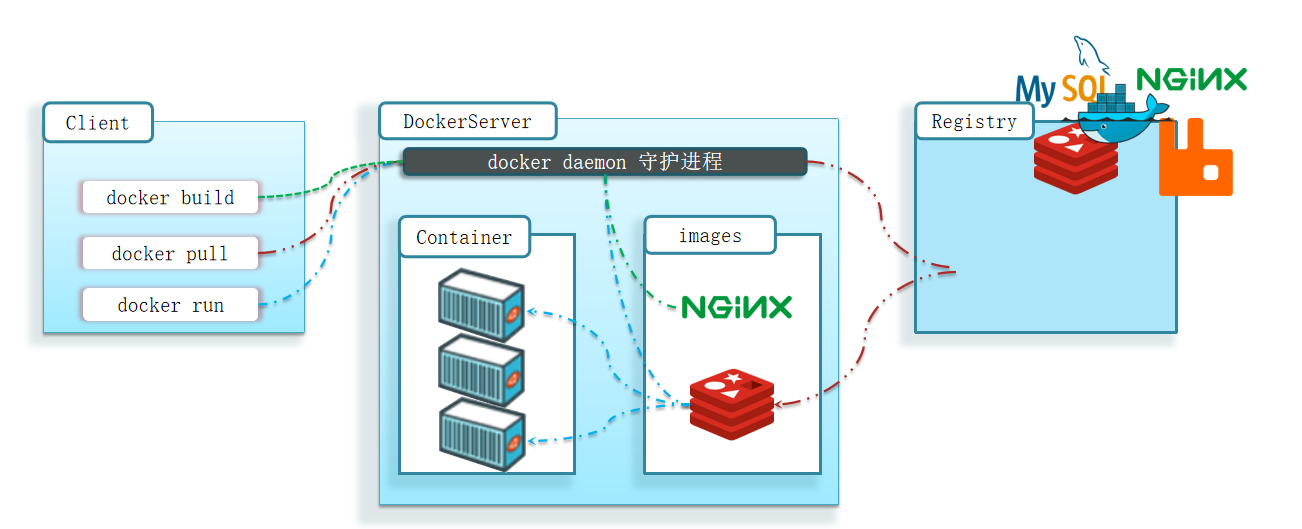 Client
docker build
docker pull
docker run
DockerServer
docker daemon 守护进程
Container
images
NGiNX
Registry
MySQL
NGiNX